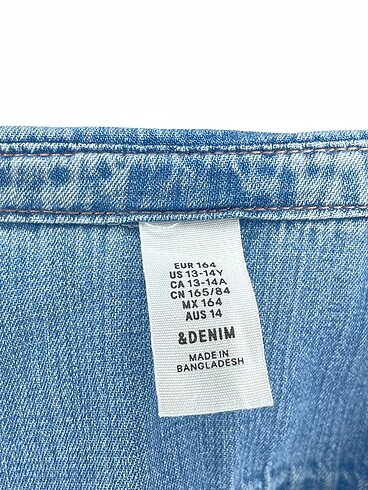 EUR 164
US 13-14Y
CA 13-14A
CN 165/84
MX 164
AUS 14
&DENIM
MADE IN
BANGLADESH